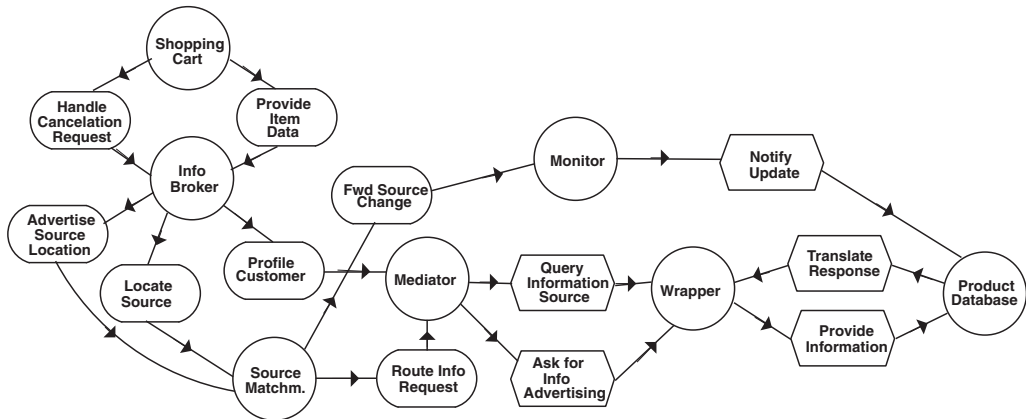 Shopping
Cart
Handle
Cancelation
Request
Provide
Item
Data
Info
Broker
Advertise
Source
Location
Locate
Source
Profile
Customer
Fwd Source
Change
Source
Matchm.
Route Info
Request
Mediator
Monitor
Notify
Update
Query
Information
Source
Ask for
Info
Advertising
Wrapper
Translate
Response
Provide
Information
Product
Database